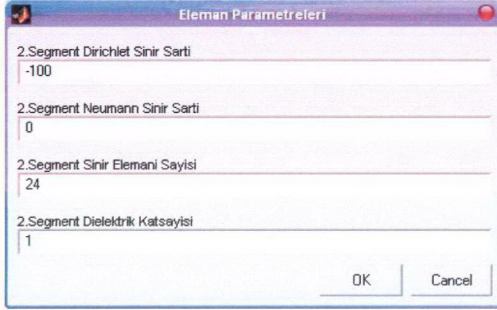 Eleman Parametreleri
2.Segment Dirichlet Sinir Sarti
-100
2.Segment Neumann Sinir Sarti
0
2.Segment Sinir Elemani Sayisi
24
2.Segment Dielektrik Katsayisi
1
OK Cancel